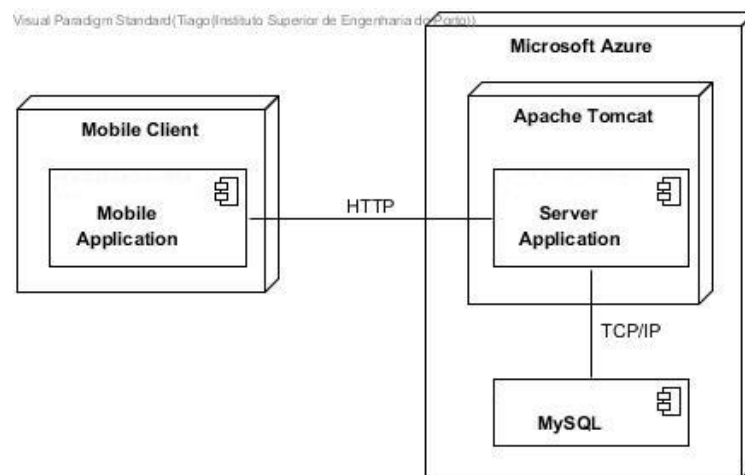 Visual Paradigm Standard(Tiago(Instituto Superior de Engenharia do Porto))
Microsoft Azure
Mobile Client
Apache Tomcat
Mobile
Application
HTTP
Server
Application
TCP/IP
MySQL